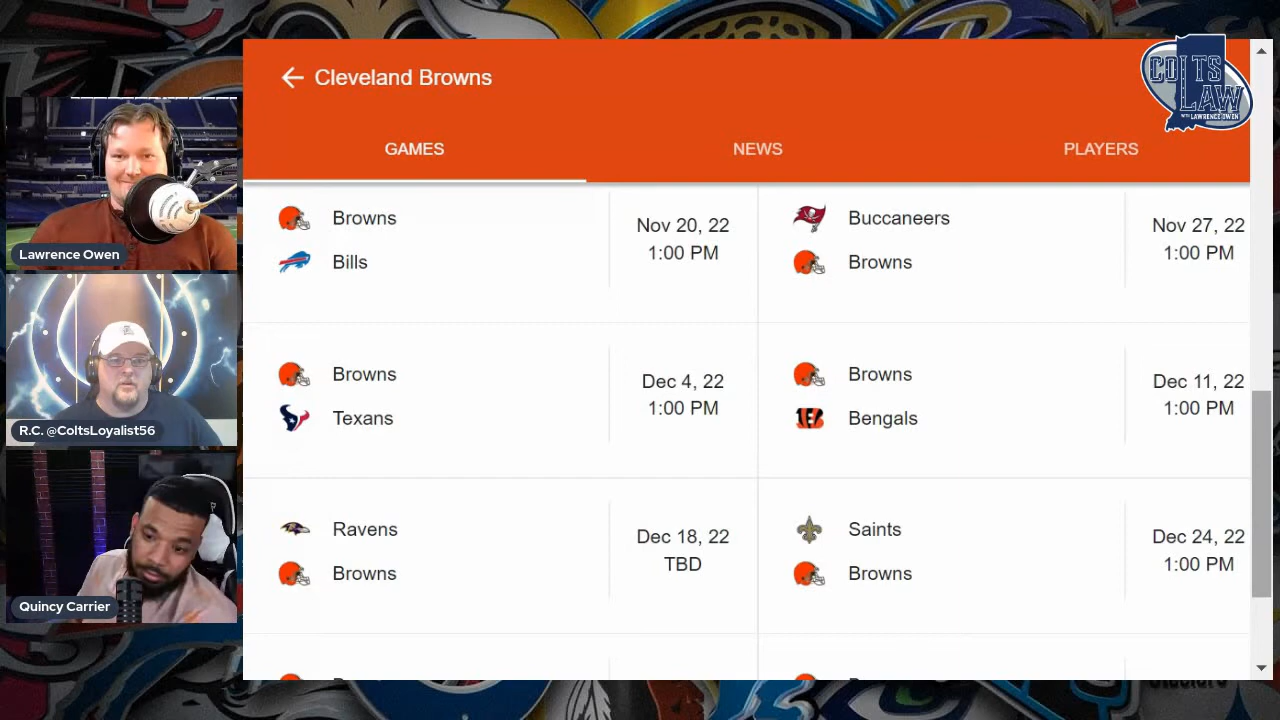 Cleveland Browns
GAMES
NEWS
PLAYERS
COLTS
LAW
WITH LAWRENCE OWEN
Lawrence Owen
R.C. @ColtsLoyalist56
Quincy Carrier
Browns
Bills
Nov 20, 22
1:00 PM
Buccaneers
Browns
Nov 27, 22
1:00 PM
Browns
Texans
Dec 4, 22
1:00 PM
Browns
Bengals
Dec 11, 22
1:00 PM
Ravens
Browns
Dec 18, 22
TBD
Saints
Browns
Dec 24, 22
1:00 PM